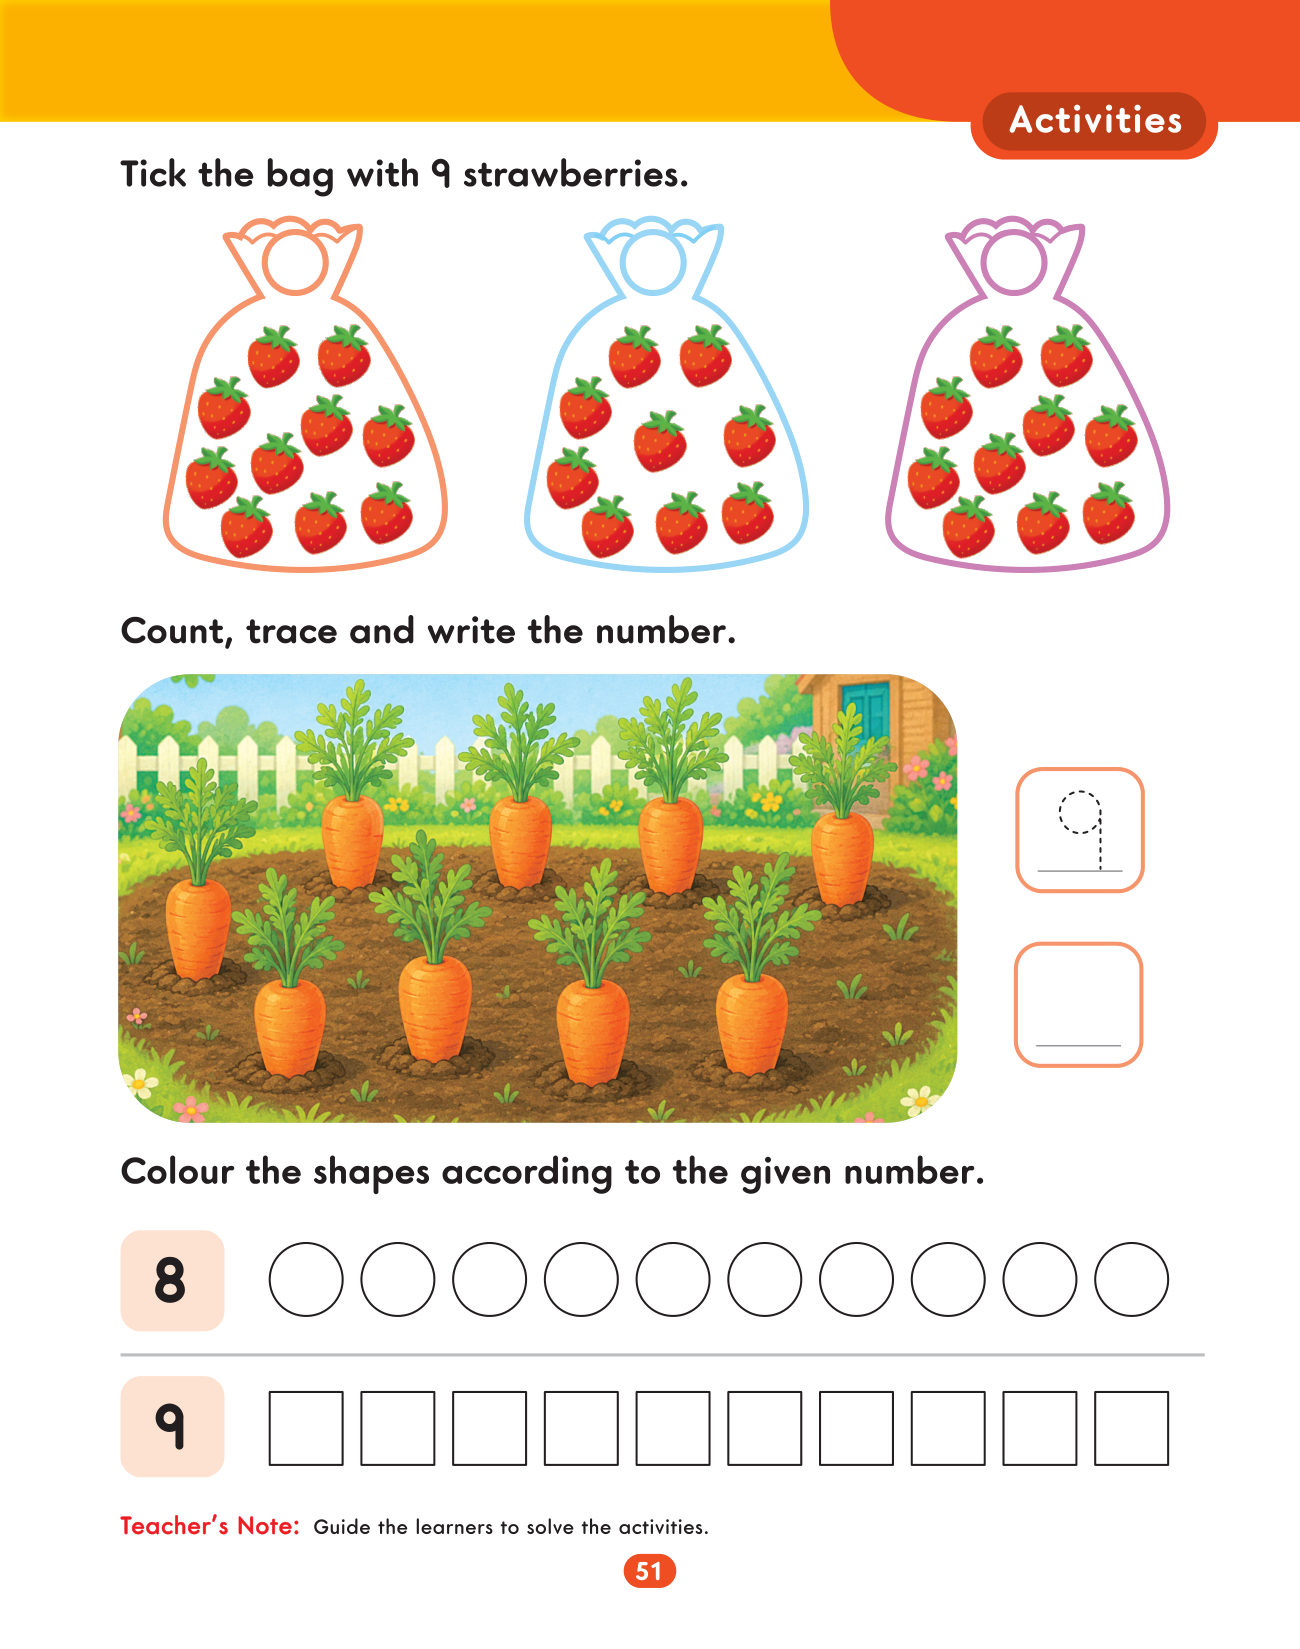 Activities
Tick the bag with 9 strawberries.
Count, trace and write the number.
9
Colour the shapes according to the given number.
8
9
Teacher's Note: Guide the learners to solve the activities.
51